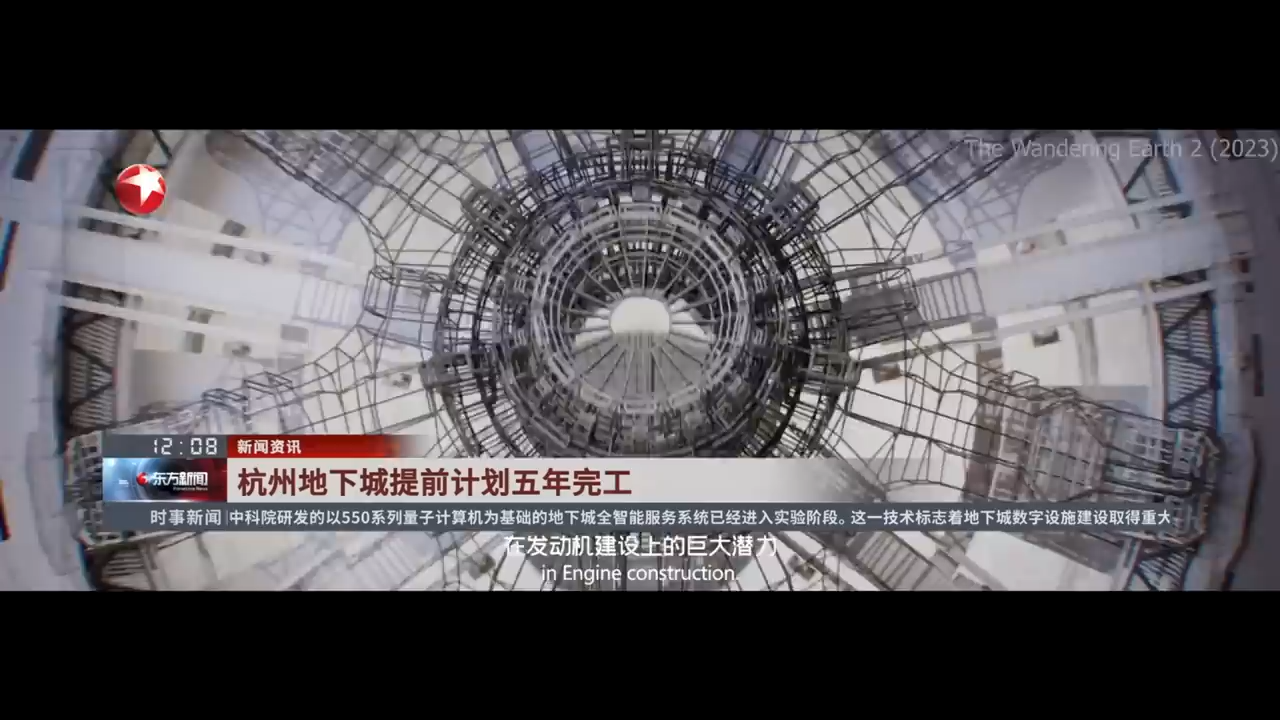 The Wandering Earth 2 (2023)
12:08
新闻资讯
东方新闻
杭州地下城提前计划五年完工
时事新闻
中科院研发的以550系列量子计算机为基础的地下城全智能服务系统已经进入实验阶段。这一技术标志着地下城数字设施建设取得重大
在发动机建设上的巨大潜力
in Engine construction.